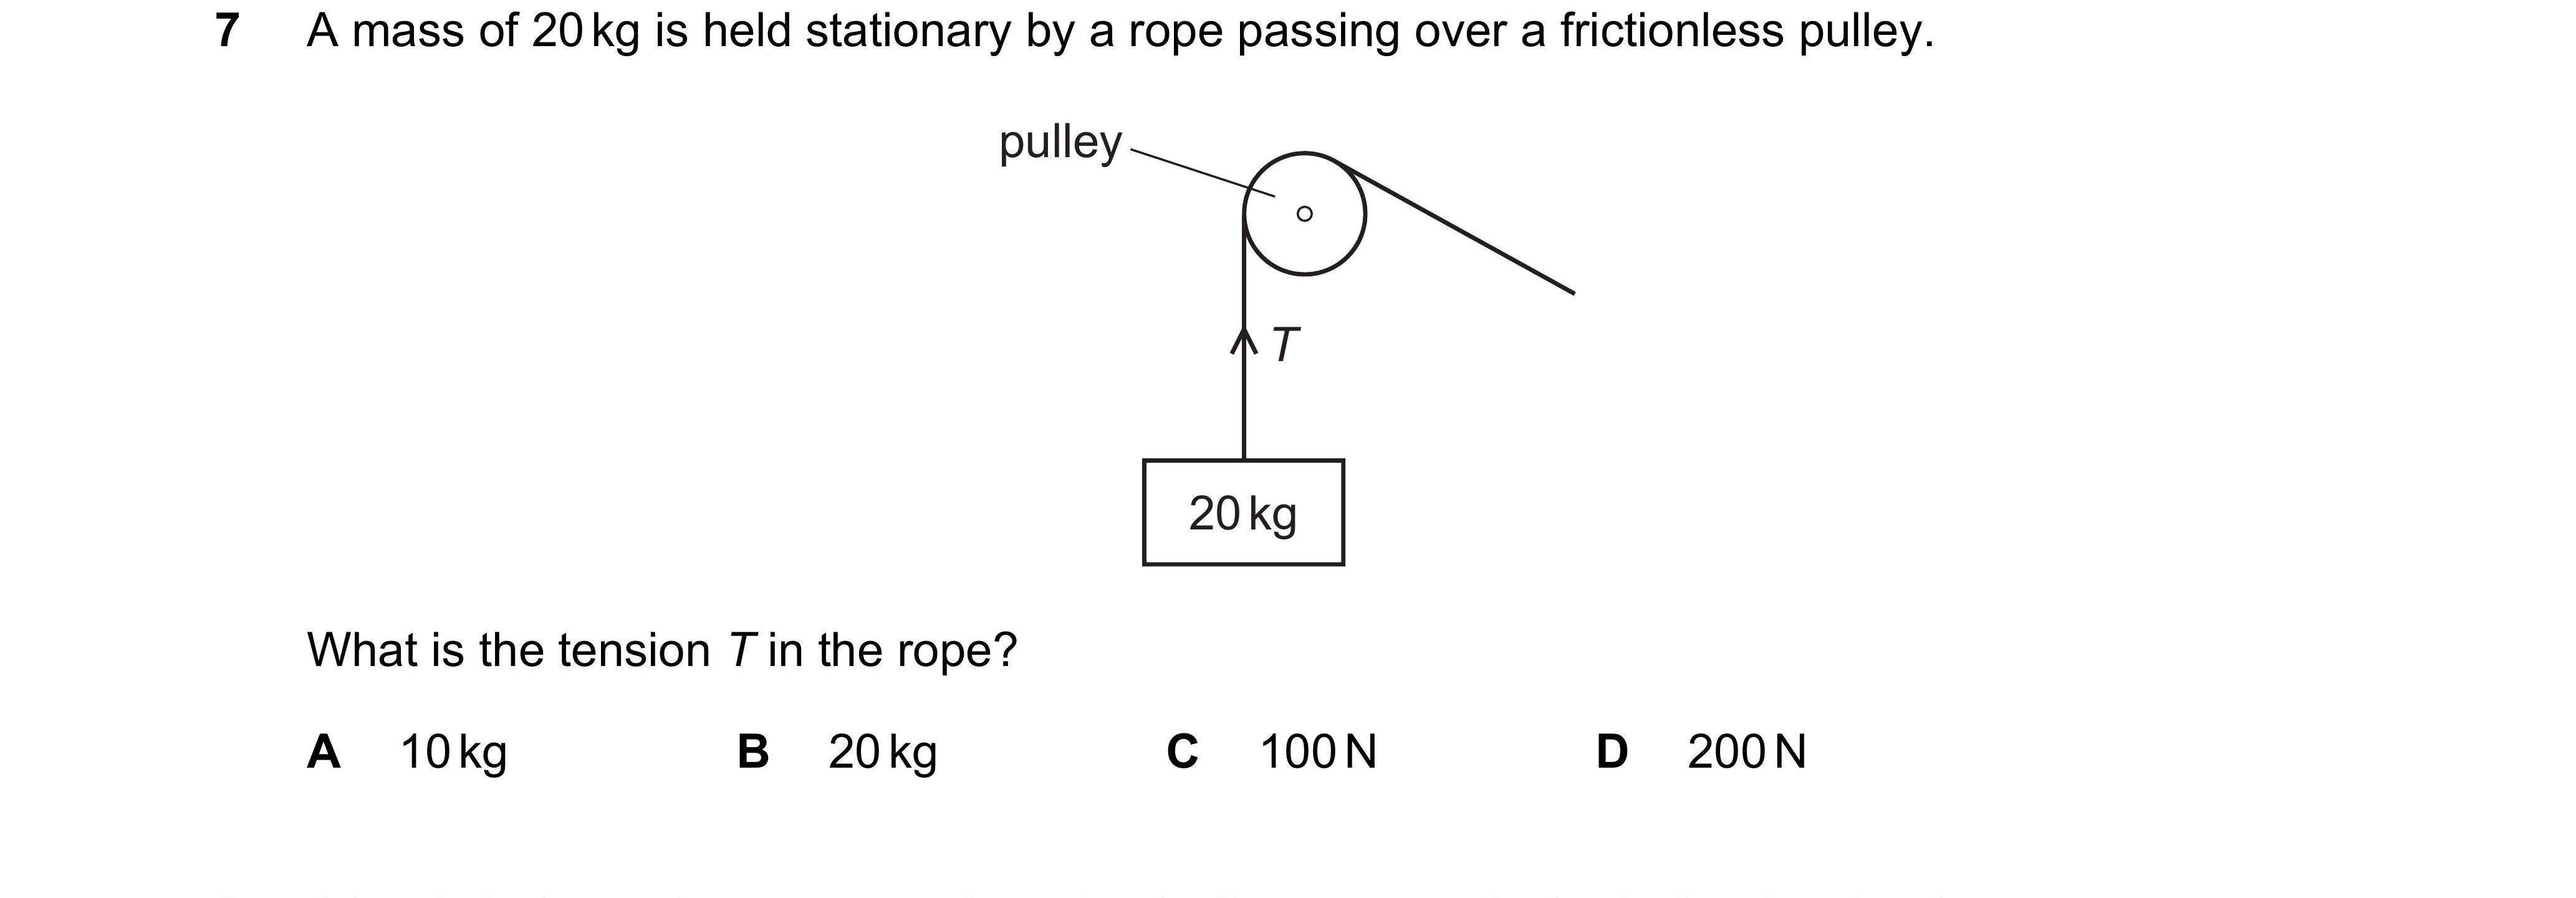 7 A mass of 20 kg is held stationary by a rope passing over a frictionless pulley.
pulley
T
20 kg
What is the tension T in the rope?
A 10 kg B 20 kg C 100 N D 200 N